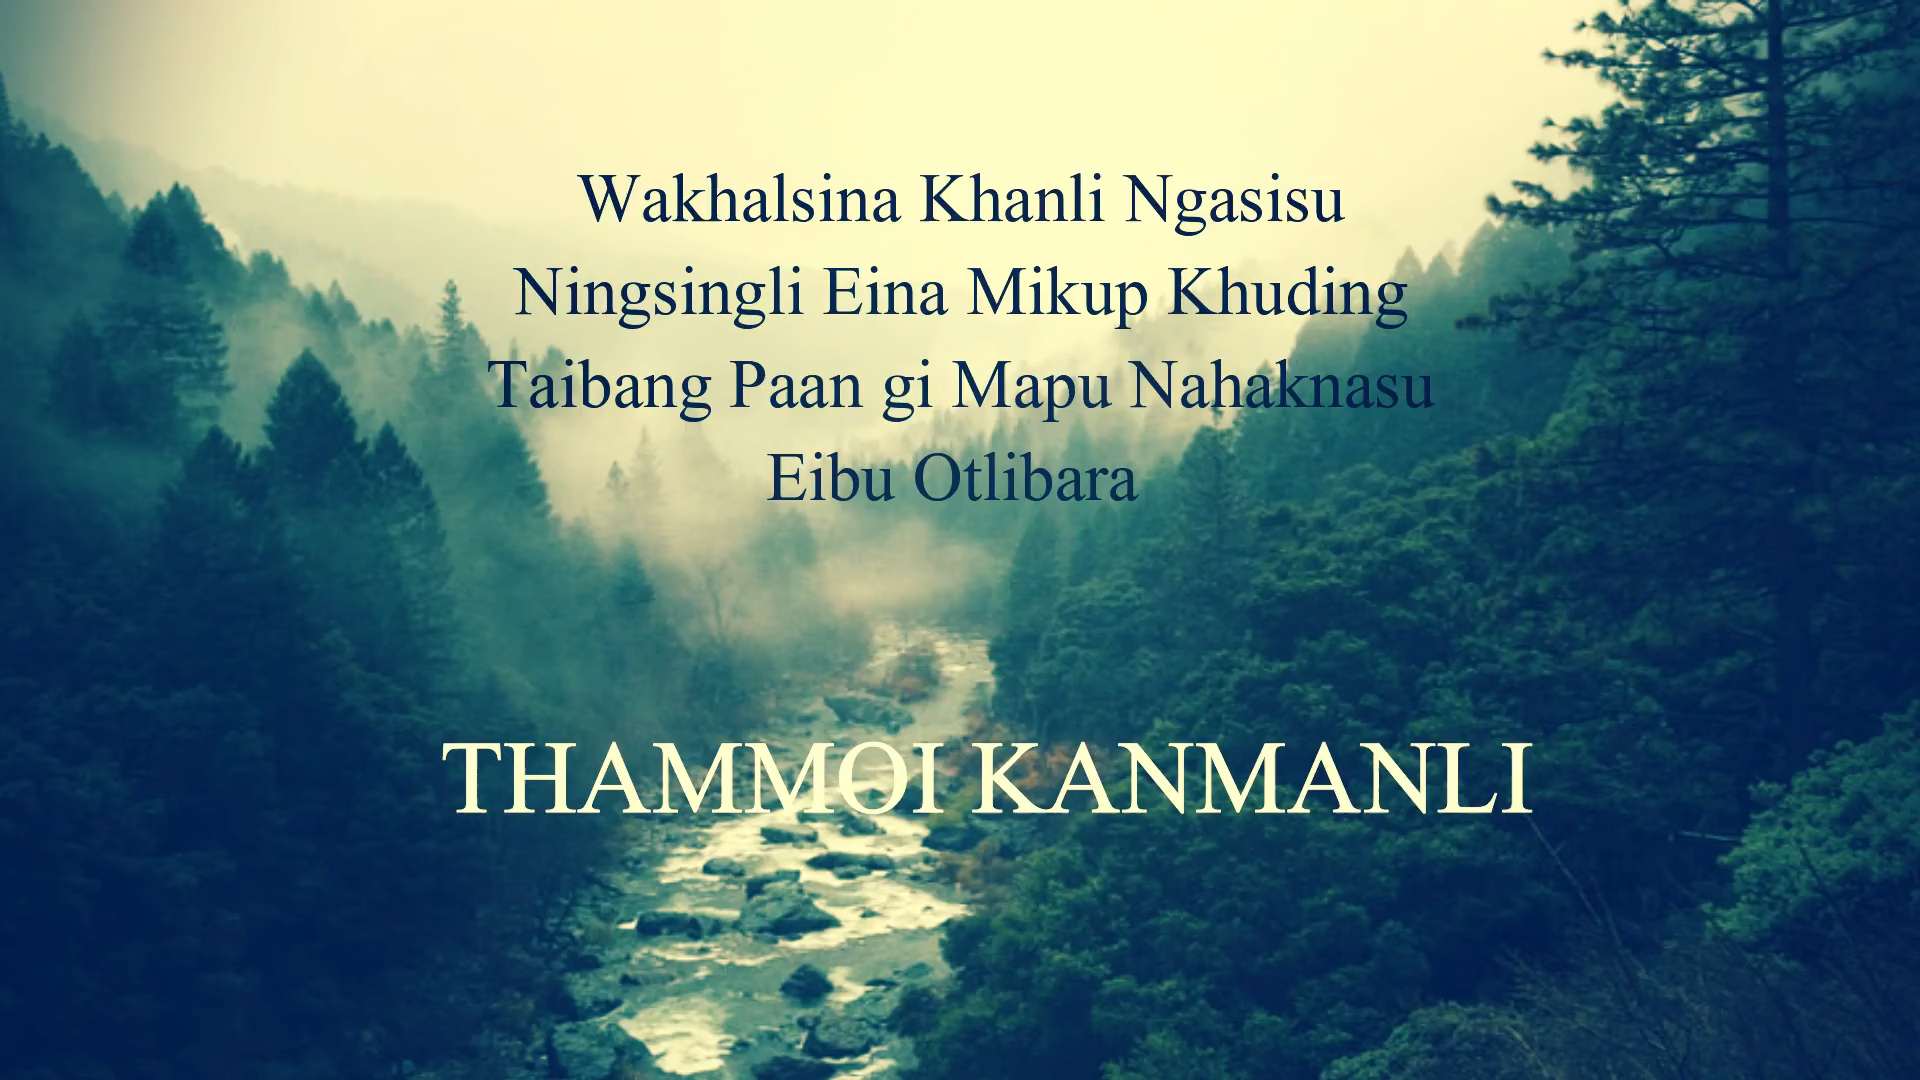 Wakhalsina Khanli Ngasisu
Ningsingli Eina Mikup Khuding
Taibang Paan gi Mapu Nahaknasu
Eibu Otlibara
THAMMOI KANMANLI